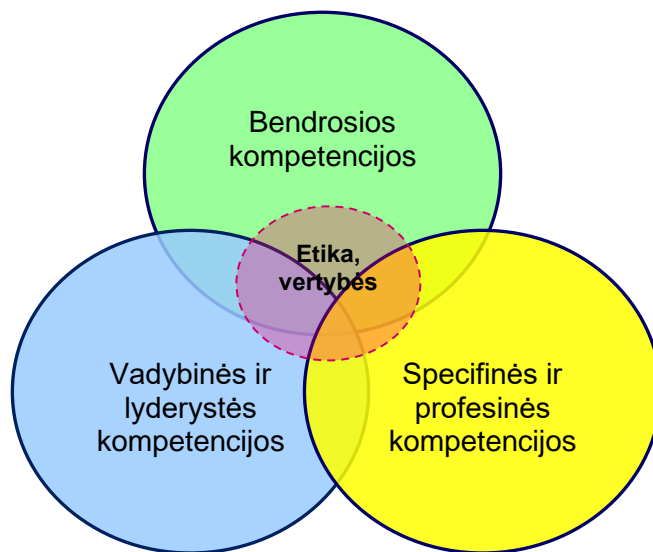 Bendrosios
kompetencijos
Etika,
vertybės
Vadybinės ir
lyderystės
kompetencijos
Specifinės ir
profesinės
kompetencijos